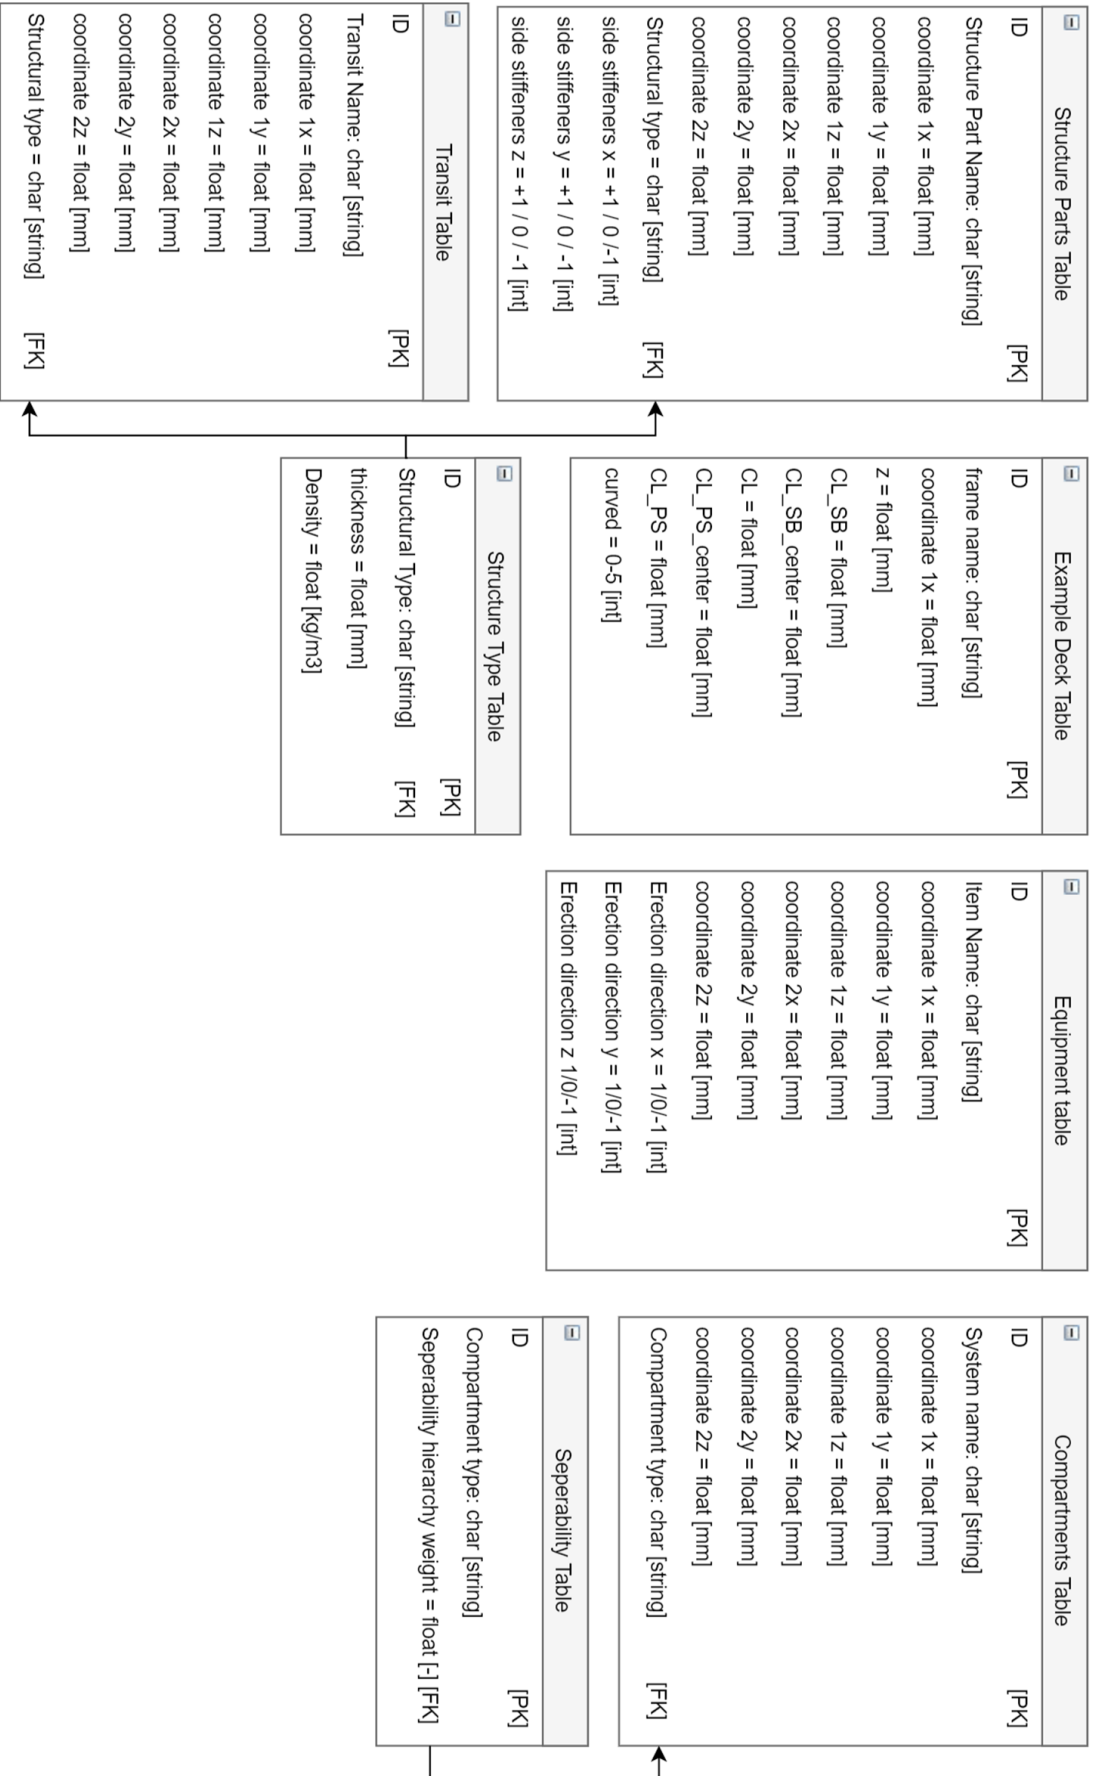 Structure Parts Table
ID [PK]
Structure Part Name: char [string]
coordinate 1x = float [mm]
coordinate 1y = float [mm]
coordinate 1z = float [mm]
coordinate 2x = float [mm]
coordinate 2y = float [mm]
coordinate 2z = float [mm]
Structural type = char [string] [FK]
side stiffeners x = +1 / 0 /-1 [int]
side stiffeners y = +1 / 0 / -1 [int]
side stiffeners z = +1 / 0 / -1 [int]
Transit Table
ID [PK]
Transit Name: char [string]
coordinate 1x = float [mm]
coordinate 1y = float [mm]
coordinate 1z = float [mm]
coordinate 2x = float [mm]
coordinate 2y = float [mm]
coordinate 2z = float [mm]
Structural type = char [string] [FK]
Example Deck Table
ID [PK]
frame name: char [string]
coordinate 1x = float [mm]
z = float [mm]
CL_SB = float [mm]
CL_SB_center = float [mm]
CL = float [mm]
CL_PS_center = float [mm]
CL_PS = float [mm]
curved = 0-5 [int]
Structure Type Table
ID [PK]
Structural Type: char [string] [FK]
thickness = float [mm]
Density = float [kg/m3]
Equipment table
ID [PK]
Item Name: char [string]
coordinate 1x = float [mm]
coordinate 1y = float [mm]
coordinate 1z = float [mm]
coordinate 2x = float [mm]
coordinate 2y = float [mm]
coordinate 2z = float [mm]
Erection direction x = 1/0/-1 [int]
Erection direction y = 1/0/-1 [int]
Erection direction z 1/0/-1 [int]
Compartments Table
ID [PK]
System name: char [string]
coordinate 1x = float [mm]
coordinate 1y = float [mm]
coordinate 1z = float [mm]
coordinate 2x = float [mm]
coordinate 2y = float [mm]
coordinate 2z = float [mm]
Compartment type: char [string] [FK]
Seperability Table
ID [PK]
Compartment type: char [string]
Seperability hierarchy weight = float [-] [FK]